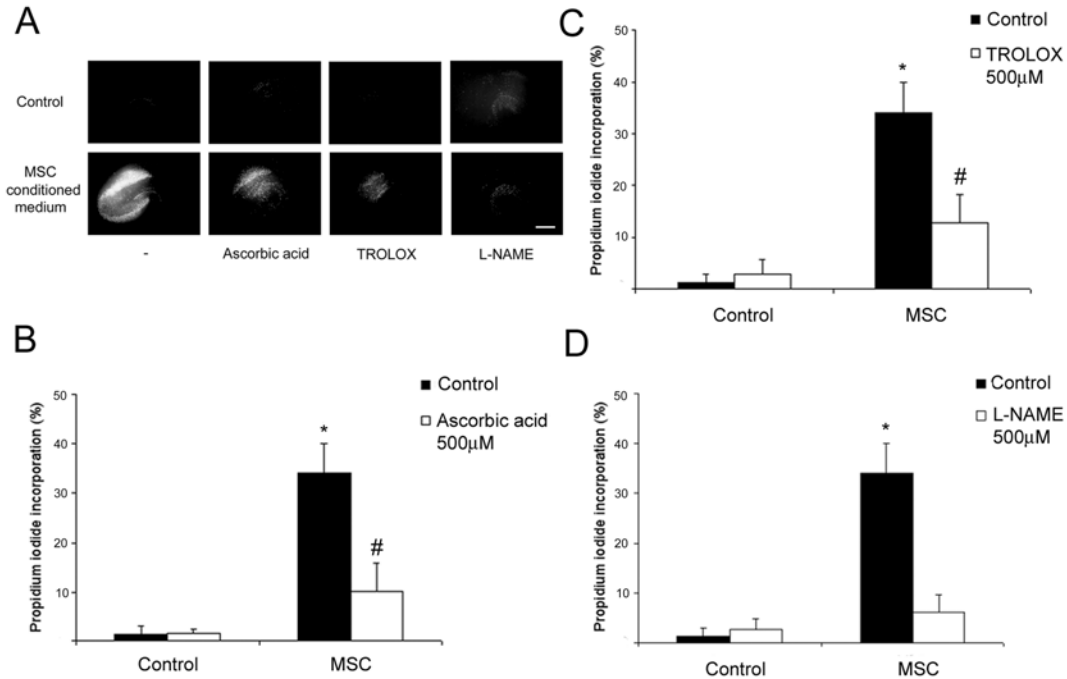 A
Control
MSC
conditioned
medium
-
Ascorbic acid
TROLOX
L-NAME
C
Control
TROLOX
500µM
Propidium iodide incorporation (%)
50
40
30
20
10
*
#
Control
MSC
B
Control
Ascorbic acid
500µM
Propidium iodide incorporation (%)
50
40
30
20
10
*
#
Control
MSC
D
Control
L-NAME
500µM
Propidium iodide incorporation (%)
50
40
30
20
10
*
Control
MSC